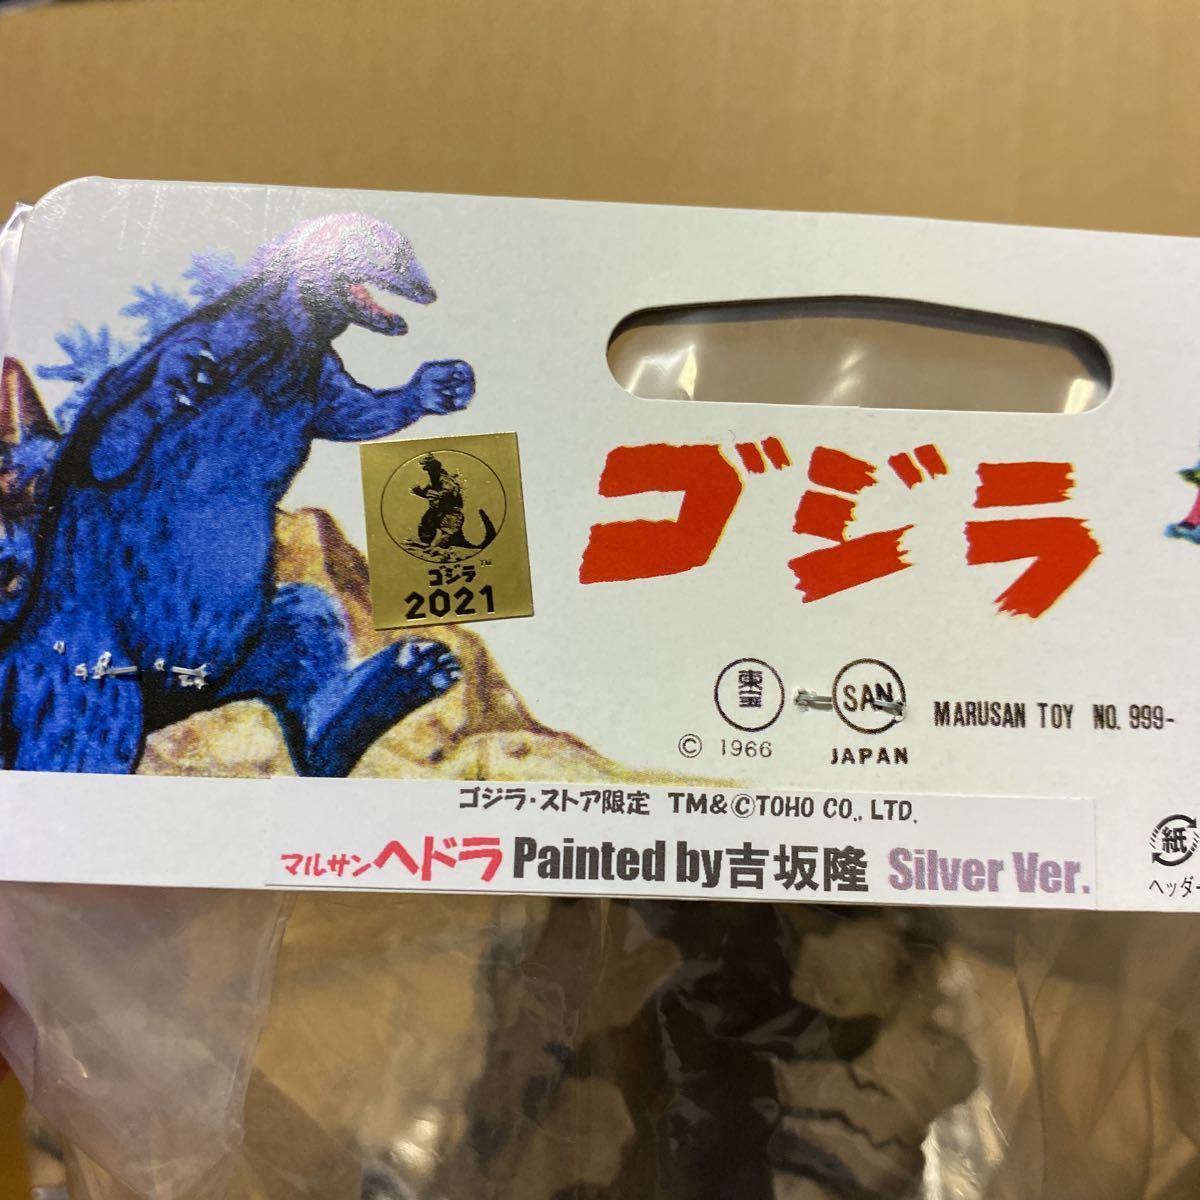 ゴジラ
ゴジラ™
2021
東宝
SAN
© 1966
JAPAN
MARUSAN TOY NO. 999-
ゴジラ・ストア限定 TM&©TOHO CO., LTD.
マルサンヘドラ Painted by 吉坂隆 Silver Ver.
紙
ヘッダー